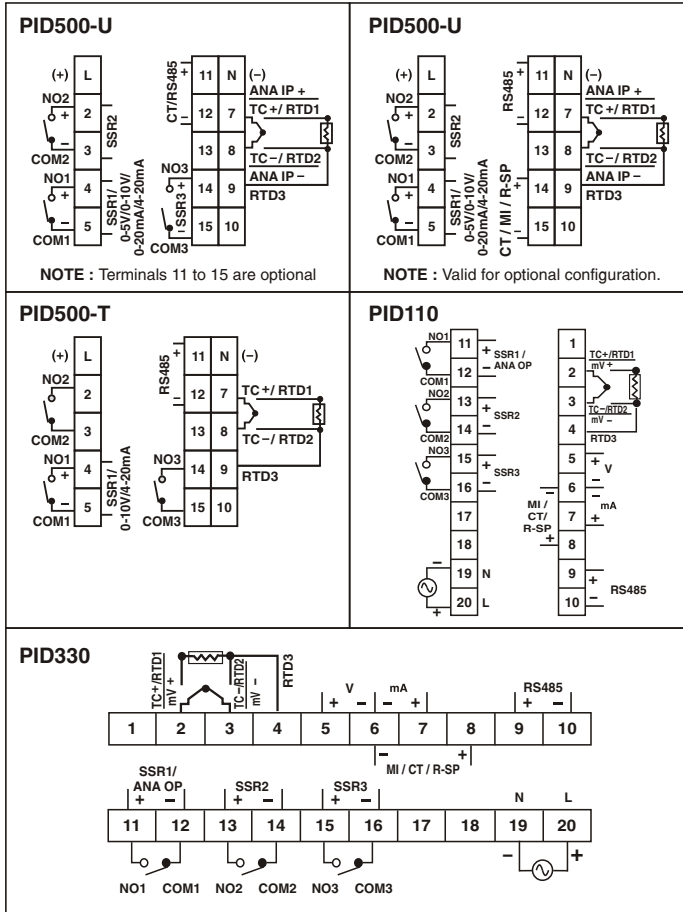 PID500-U
(+) L 11 N (–)
CT/RS485
+
–
ANA IP +
NO2
+
–
2
SSR2
12 7 TC+/ RTD1
COM2
3
13 8 TC–/ RTD2
NO1
+
–
4
SSR1/
0-5V/0-10V/
0-20mA/4-20mA
NO3
SSR3
+
–
ANA IP –
14 9 RTD3
COM1
5
COM3
15 10
NOTE : Terminals 11 to 15 are optional
PID500-U
(+) L 11 N (–)
RS485
+
–
ANA IP +
NO2
+
–
2
SSR2
12 7 TC+/ RTD1
COM2
3
13 8 TC–/ RTD2
NO1
+
–
4
SSR1/
0-5V/0-10V/
0-20mA/4-20mA
CT / MI / R-SP
+
–
ANA IP –
14 9 RTD3
COM1
5
15 10
NOTE : Valid for optional configuration.
PID500-T
(+) L 11 N (–)
RS485
+
–
NO2
2
12 7 TC+/ RTD1
COM2
3
13 8 TC–/ RTD2
NO1
+
–
4
SSR1/
0-10V/4-20mA
NO3
14 9 RTD3
COM1
5
COM3
15 10
PID110
NO1 11 + SSR1 /
COM1 12 – ANA OP
NO2 13 + SSR2
COM2 14 –
NO3 15 + SSR3
COM3 16 –
17
18
– 19 N
+ 20 L
1
2 TC+/RTD1
mV +
3 TC–/RTD2
mV –
4 RTD3
5 +
V
– 6 –
–
MI /
CT/
R-SP
mA
7 +
+ 8
9 +
RS485
10 –
PID330
TC+/RTD1
mV +
TC–/RTD2
mV –
RTD3
V
+ –
mA
– +
RS485
+ –
1 2 3 4 5 6 7 8 9 10
– +
MI / CT / R-SP
SSR1/
ANA OP
+ –
SSR2
+ –
SSR3
+ –
N L
11 12 13 14 15 16 17 18 19 20
– +
NO1 COM1 NO2 COM2 NO3 COM3